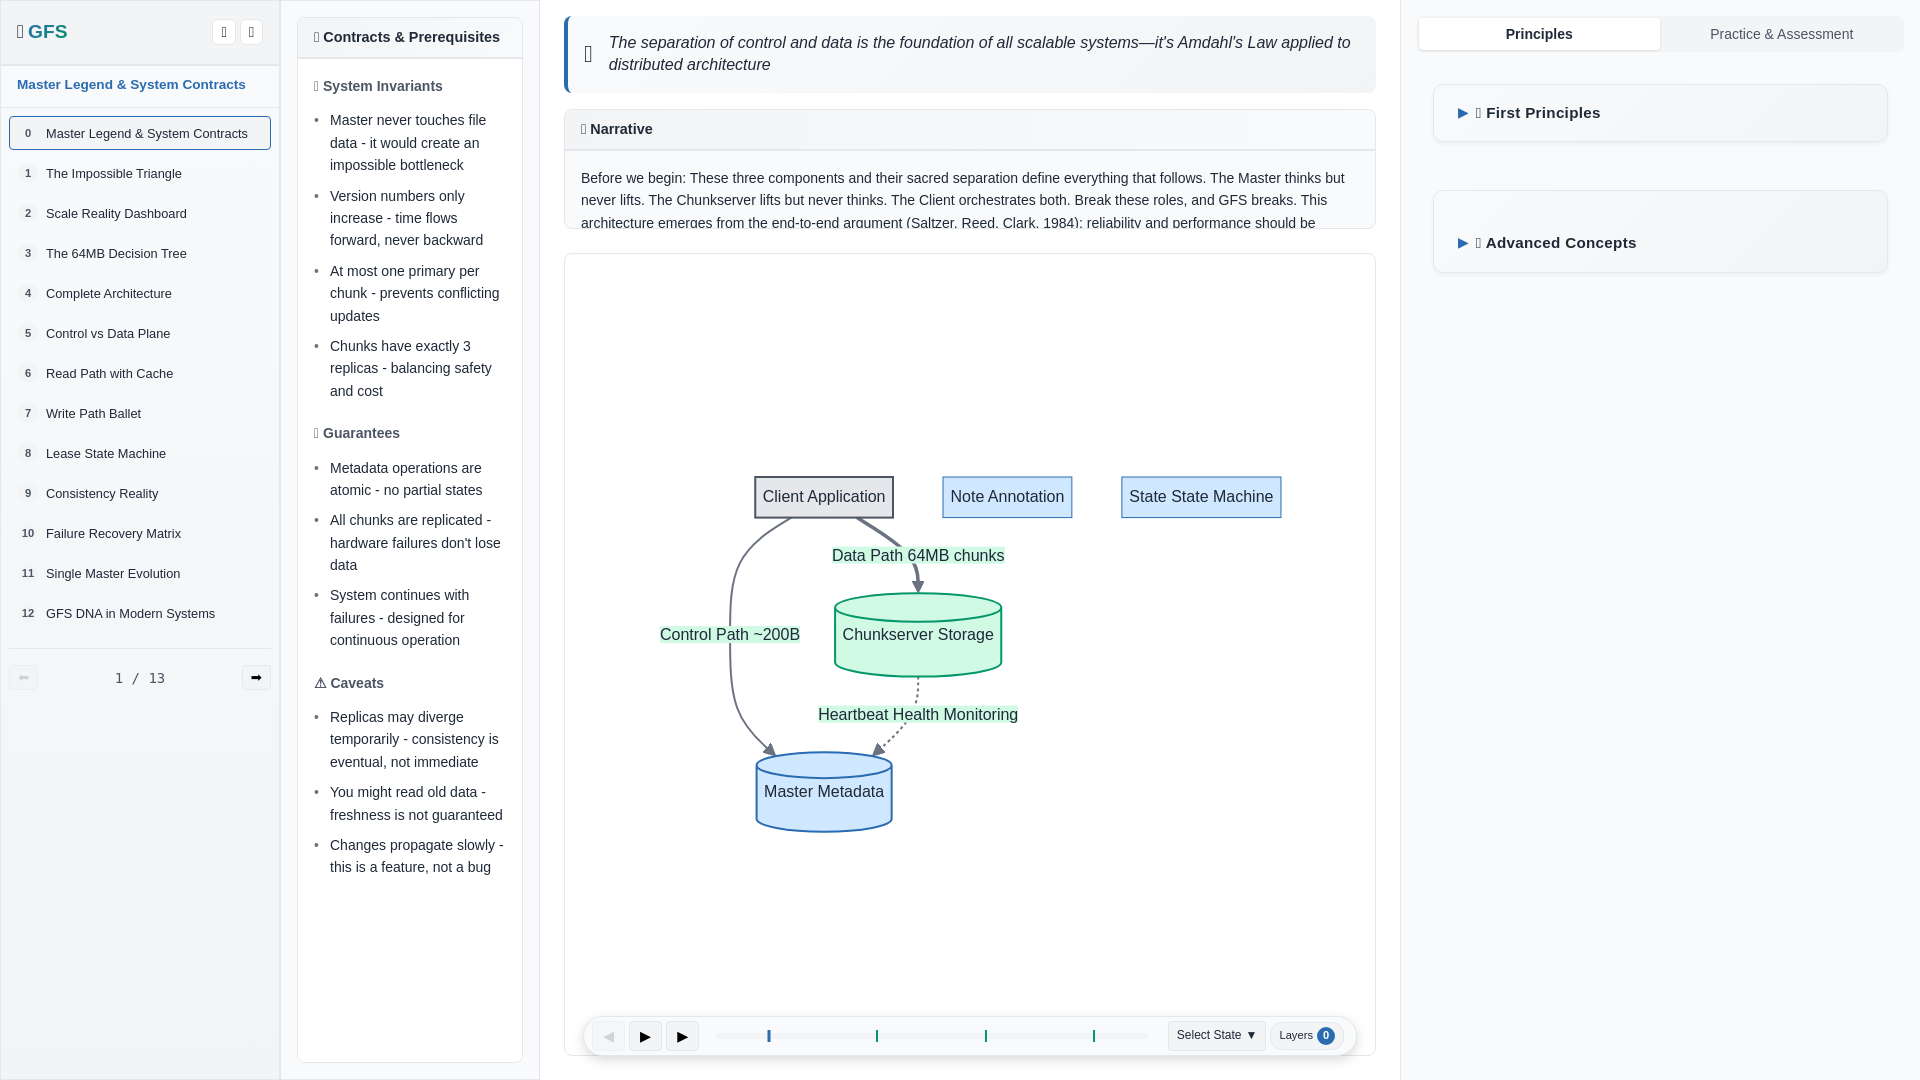 GFS
Master Legend & System Contracts
0 Master Legend & System Contracts
1 The Impossible Triangle
2 Scale Reality Dashboard
3 The 64MB Decision Tree
4 Complete Architecture
5 Control vs Data Plane
6 Read Path with Cache
7 Write Path Ballet
8 Lease State Machine
9 Consistency Reality
10 Failure Recovery Matrix
11 Single Master Evolution
12 GFS DNA in Modern Systems
1 / 13
Contracts & Prerequisites
System Invariants
• Master never touches file
data - it would create an
impossible bottleneck
• Version numbers only
increase - time flows
forward, never backward
• At most one primary per
chunk - prevents conflicting
updates
• Chunks have exactly 3
replicas - balancing safety
and cost
Guarantees
• Metadata operations are
atomic - no partial states
• All chunks are replicated -
hardware failures don't lose
data
• System continues with
failures - designed for
continuous operation
⚠ Caveats
• Replicas may diverge
temporarily - consistency is
eventual, not immediate
• You might read old data -
freshness is not guaranteed
• Changes propagate slowly -
this is a feature, not a bug
The separation of control and data is the foundation of all scalable systems—it's Amdahl's Law applied to
distributed architecture
Narrative
Before we begin: These three components and their sacred separation define everything that follows. The Master thinks but
never lifts. The Chunkserver lifts but never thinks. The Client orchestrates both. Break these roles, and GFS breaks. This
architecture emerges from the end-to-end argument (Saltzer, Reed, Clark, 1984): reliability and performance should be
Client Application
Note Annotation
State State Machine
Data Path 64MB chunks
Control Path ~200B
Chunkserver Storage
Heartbeat Health Monitoring
Master Metadata
Select State ▼
Layers 0
Principles
Practice & Assessment
▶ First Principles
▶ Advanced Concepts